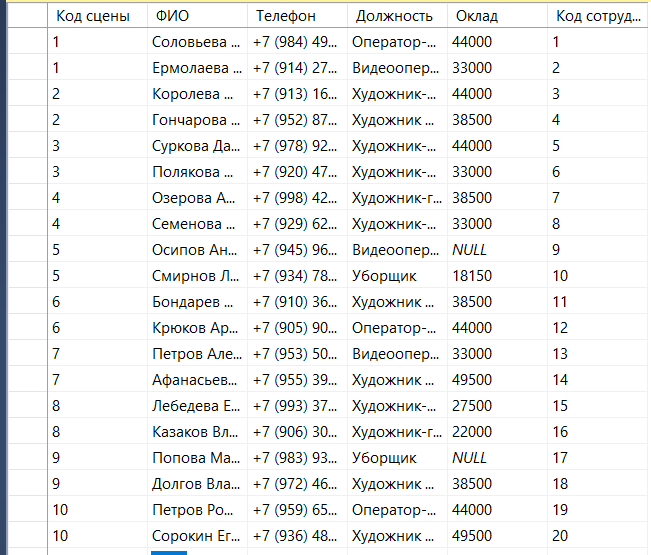 Код сцены ФИО Телефон Должность Оклад Код сотруд...
1 Соловьева ... +7 (984) 49... Оператор-... 44000 1
1 Ермолаева ... +7 (914) 27... Видеоопер... 33000 2
2 Королева ... +7 (913) 16... Художник-... 44000 3
2 Гончарова ... +7 (952) 87... Художник ... 38500 4
3 Суркова Да... +7 (978) 92... Художник-... 44000 5
3 Полякова ... +7 (920) 47... Художник-... 33000 6
4 Озерова А... +7 (998) 42... Художник-г... 38500 7
4 Семенова ... +7 (929) 62... Художник-... 33000 8
5 Осипов Ан... +7 (945) 96... Видеоопер... NULL 9
5 Смирнов Л... +7 (934) 78... Уборщик 18150 10
6 Бондарев ... +7 (910) 36... Художник ... 38500 11
6 Крюков Ар... +7 (905) 90... Оператор-... 44000 12
7 Петров Але... +7 (953) 50... Видеоопер... 33000 13
7 Афанасьев... +7 (955) 39... Художник ... 49500 14
8 Лебедева Е... +7 (993) 37... Художник-... 27500 15
8 Казаков Вл... +7 (906) 30... Художник-г... 22000 16
9 Попова Ма... +7 (983) 93... Уборщик NULL 17
9 Долгов Вла... +7 (972) 46... Художник ... 38500 18
10 Петров Ро... +7 (959) 65... Оператор-... 44000 19
10 Сорокин Ег... +7 (936) 48... Художник ... 49500 20